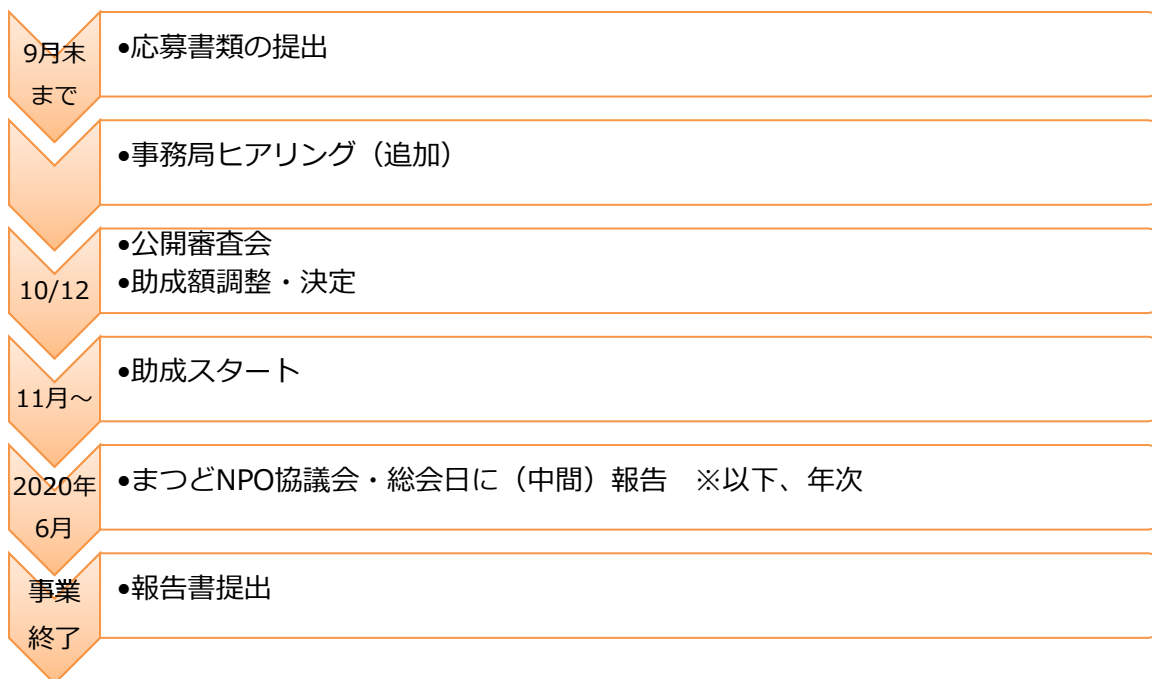 9月末
まで
•応募書類の提出
•事務局ヒアリング（追加）
10/12
•公開審査会
•助成額調整・決定
11月～
•助成スタート
2020年
6月
•まつどNPO協議会・総会日に（中間）報告　※以下、年次
事業
終了
•報告書提出